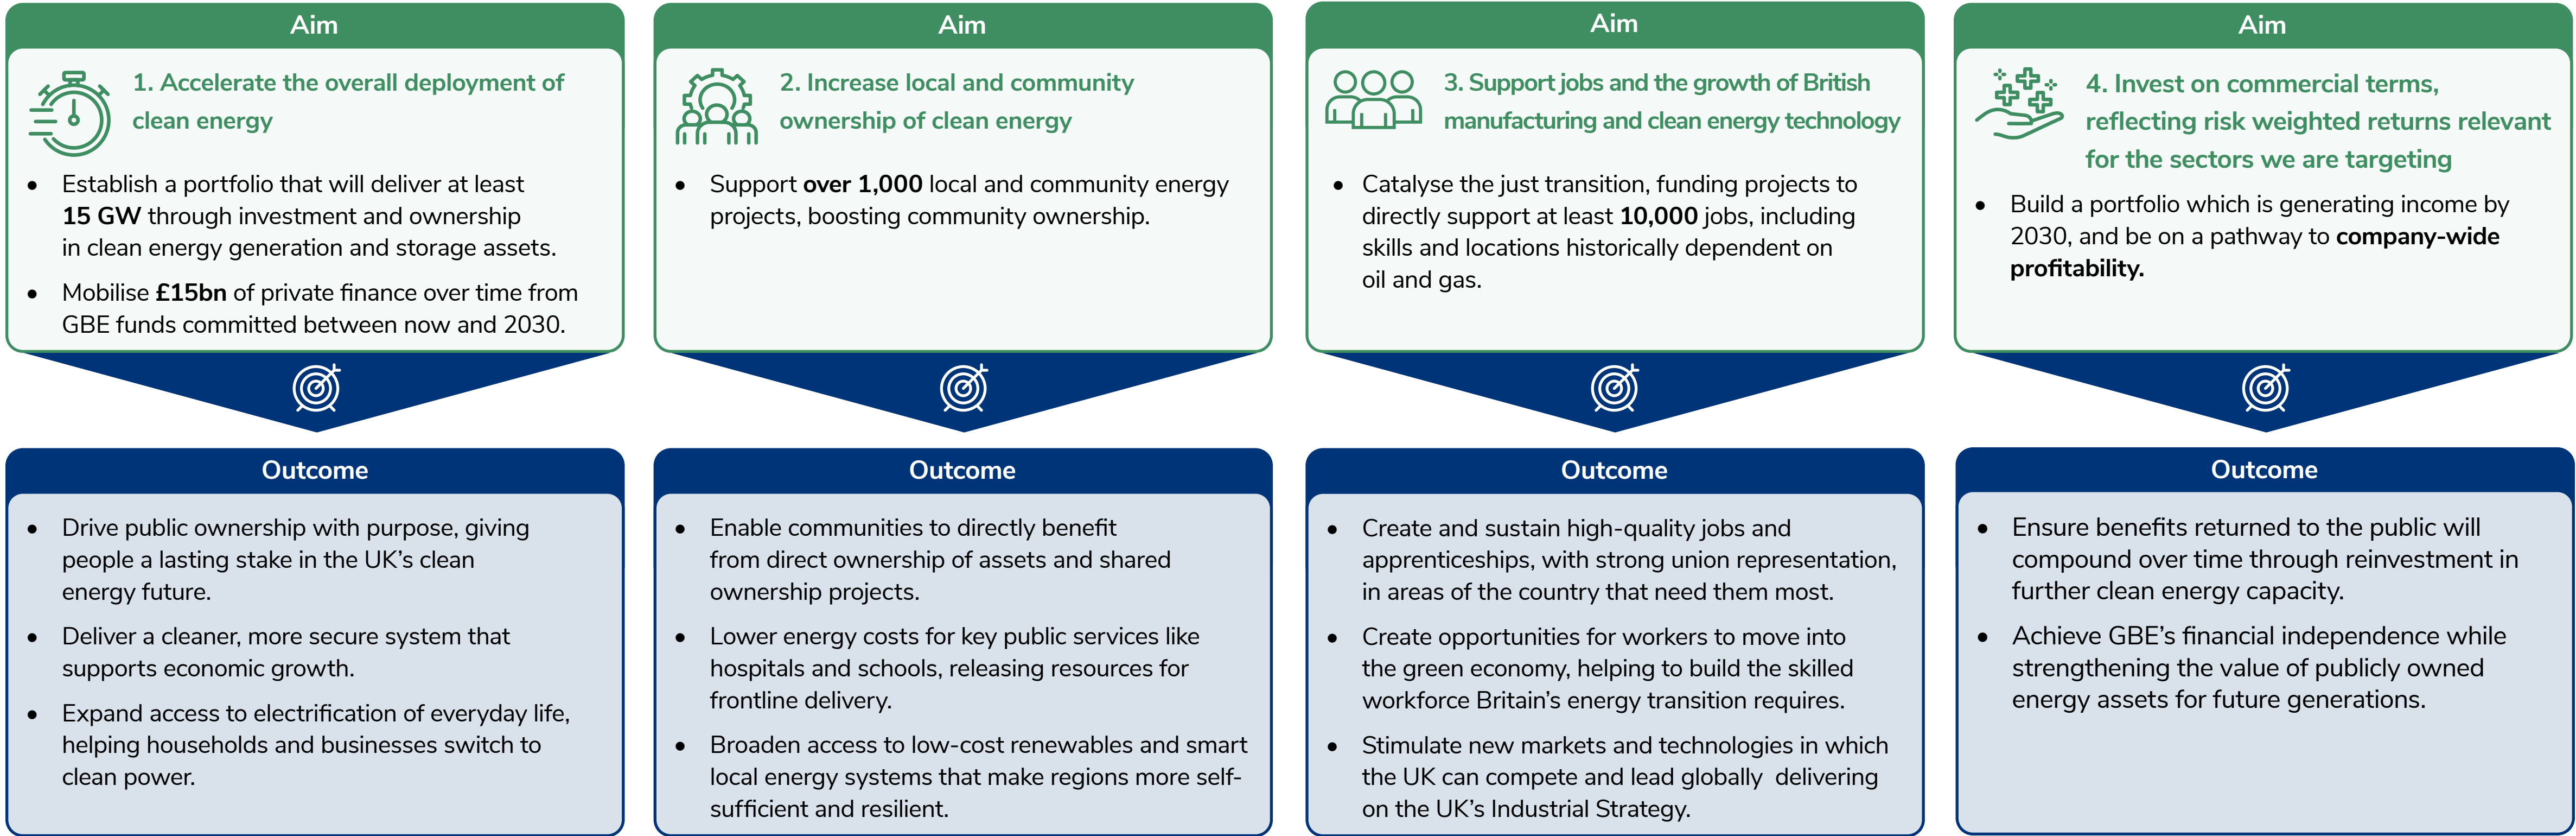 Aim
1. Accelerate the overall deployment of
clean energy
• Establish a portfolio that will deliver at least
15 GW through investment and ownership
in clean energy generation and storage assets.
• Mobilise £15bn of private finance over time from
GBE funds committed between now and 2030.
Outcome
• Drive public ownership with purpose, giving
people a lasting stake in the UK’s clean
energy future.
• Deliver a cleaner, more secure system that
supports economic growth.
• Expand access to electrification of everyday life,
helping households and businesses switch to
clean power.
Aim
2. Increase local and community
ownership of clean energy
• Support over 1,000 local and community energy
projects, boosting community ownership.
Outcome
• Enable communities to directly benefit
from direct ownership of assets and shared
ownership projects.
• Lower energy costs for key public services like
hospitals and schools, releasing resources for
frontline delivery.
• Broaden access to low-cost renewables and smart
local energy systems that make regions more self-
sufficient and resilient.
Aim
3. Support jobs and the growth of British
manufacturing and clean energy technology
• Catalyse the just transition, funding projects to
directly support at least 10,000 jobs, including
skills and locations historically dependent on
oil and gas.
Outcome
• Create and sustain high-quality jobs and
apprenticeships, with strong union representation,
in areas of the country that need them most.
• Create opportunities for workers to move into
the green economy, helping to build the skilled
workforce Britain’s energy transition requires.
• Stimulate new markets and technologies in which
the UK can compete and lead globally  delivering
on the UK’s Industrial Strategy.
Aim
4. Invest on commercial terms,
reflecting risk weighted returns relevant
for the sectors we are targeting
• Build a portfolio which is generating income by
2030, and be on a pathway to company-wide
profitability.
Outcome
• Ensure benefits returned to the public will
compound over time through reinvestment in
further clean energy capacity.
• Achieve GBE’s financial independence while
strengthening the value of publicly owned
energy assets for future generations.